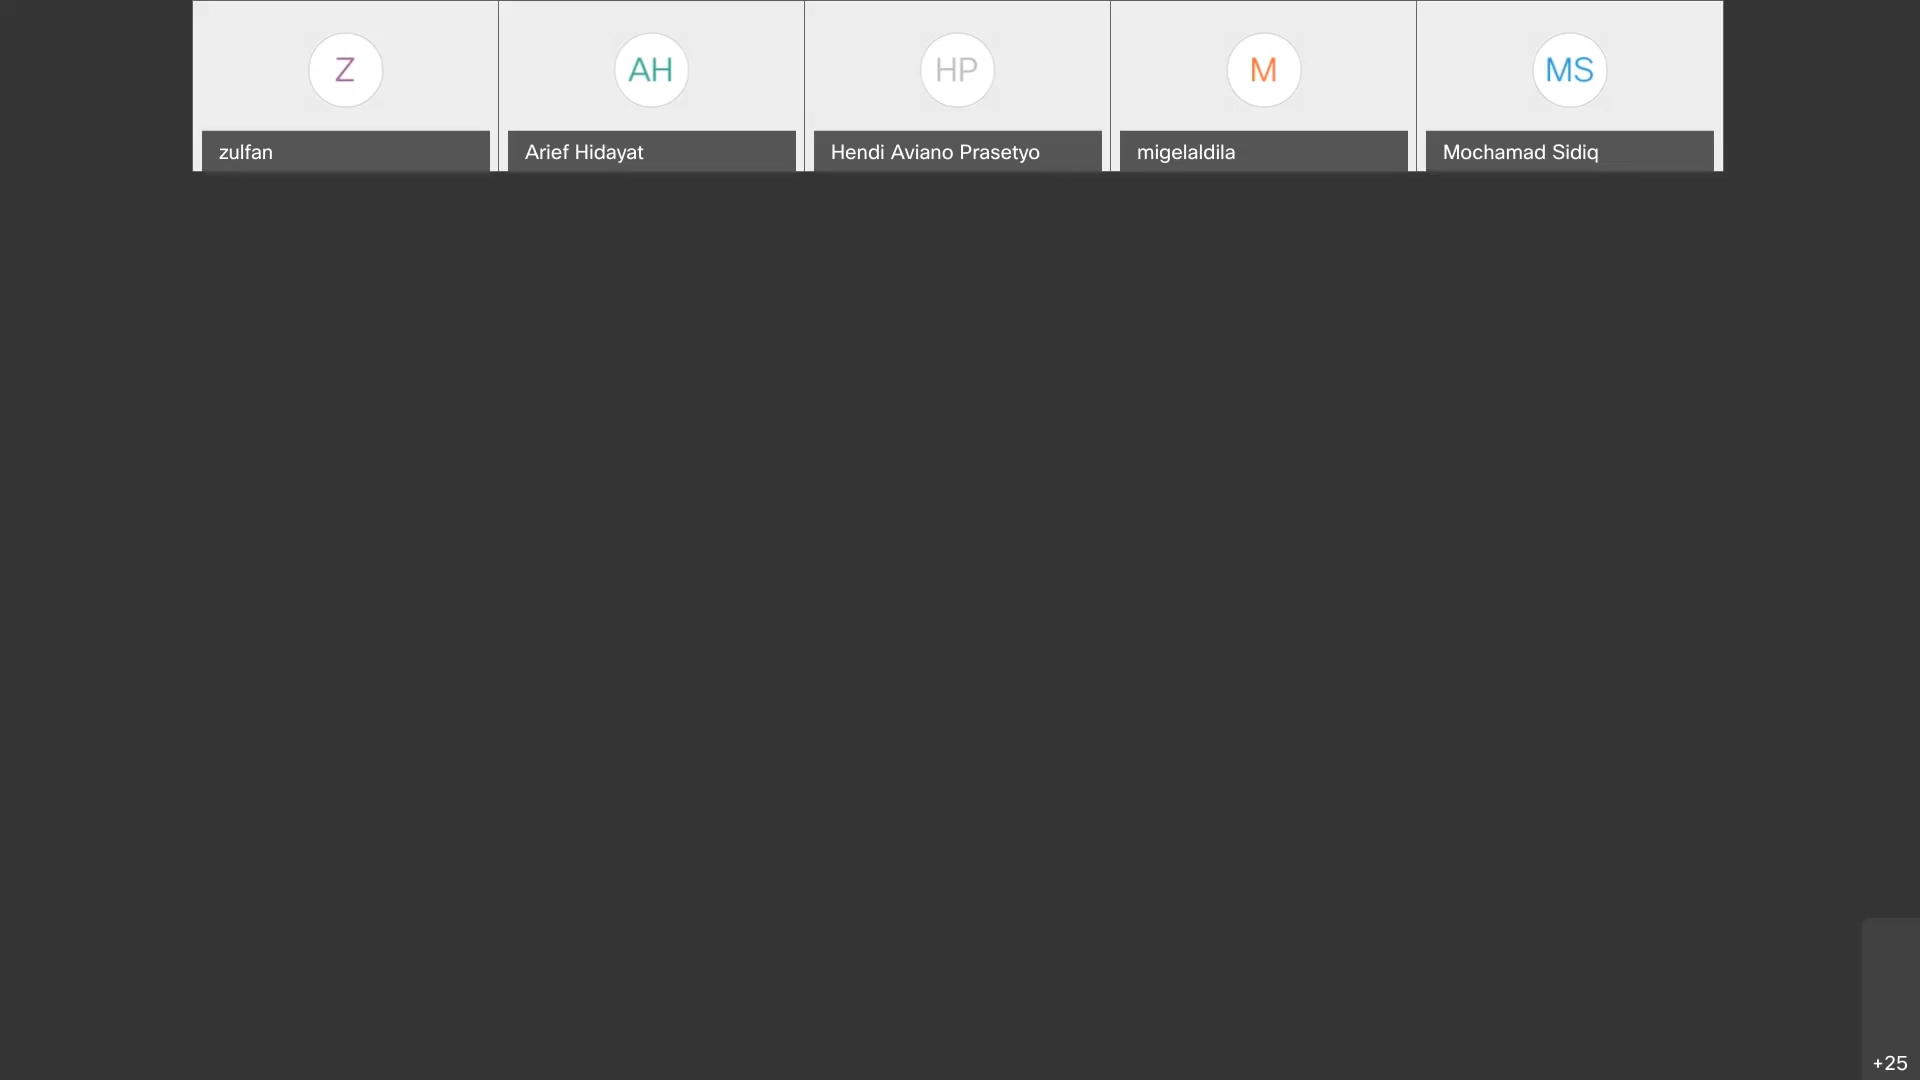 Z
AH
HP
M
MS
zulfan
Arief Hidayat
Hendi Aviano Prasetyo
migelaldila
Mochamad Sidiq
+25